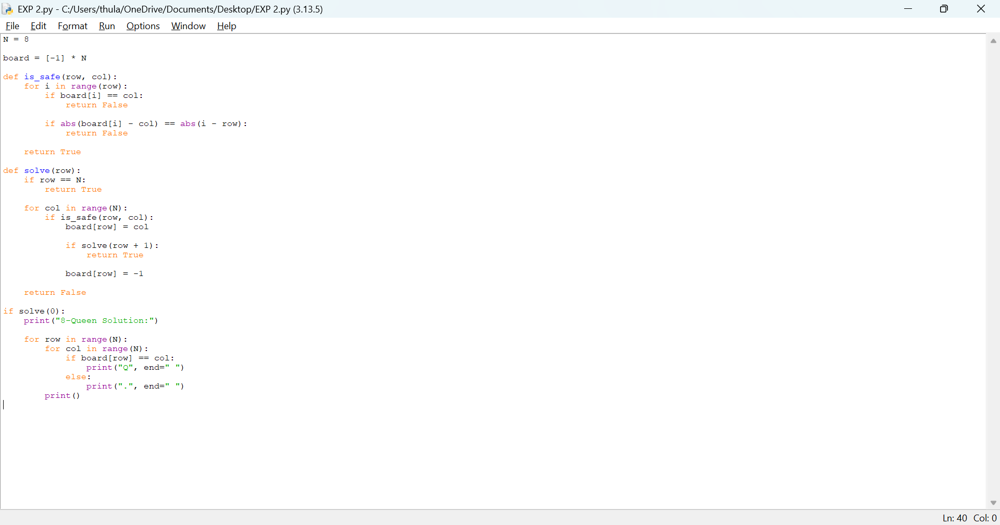 EXP 2.py - C:/Users/thula/OneDrive/Documents/Desktop/EXP 2.py (3.13.5)
File Edit Format Run Options Window Help
N = 8

board = [-1] * N

def is_safe(row, col):
    for i in range(row):
        if board[i] == col:
            return False

        if abs(board[i] - col) == abs(i - row):
            return False

    return True

def solve(row):
    if row == N:
        return True

    for col in range(N):
        if is_safe(row, col):
            board[row] = col

            if solve(row + 1):
                return True

            board[row] = -1

    return False

if solve(0):
    print("8-Queen Solution:")

    for row in range(N):
        for col in range(N):
            if board[row] == col:
                print("Q", end=" ")
            else:
                print(".", end=" ")
        print()
Ln: 40 Col: 0